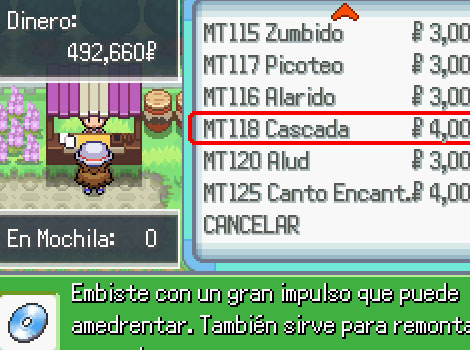 Dinero:
492,660₽
MT115 Zumbido ₽ 3,00
MT117 Picoteo ₽ 3,00
MT116 Alarido ₽ 3,00
MT118 Cascada ₽ 4,00
MT120 Alud ₽ 3,00
MT125 Canto Encant.₽ 4,00
CANCELAR
En Mochila: 0
Embiste con un gran impulso que puede
amedrentar. También sirve para remonta